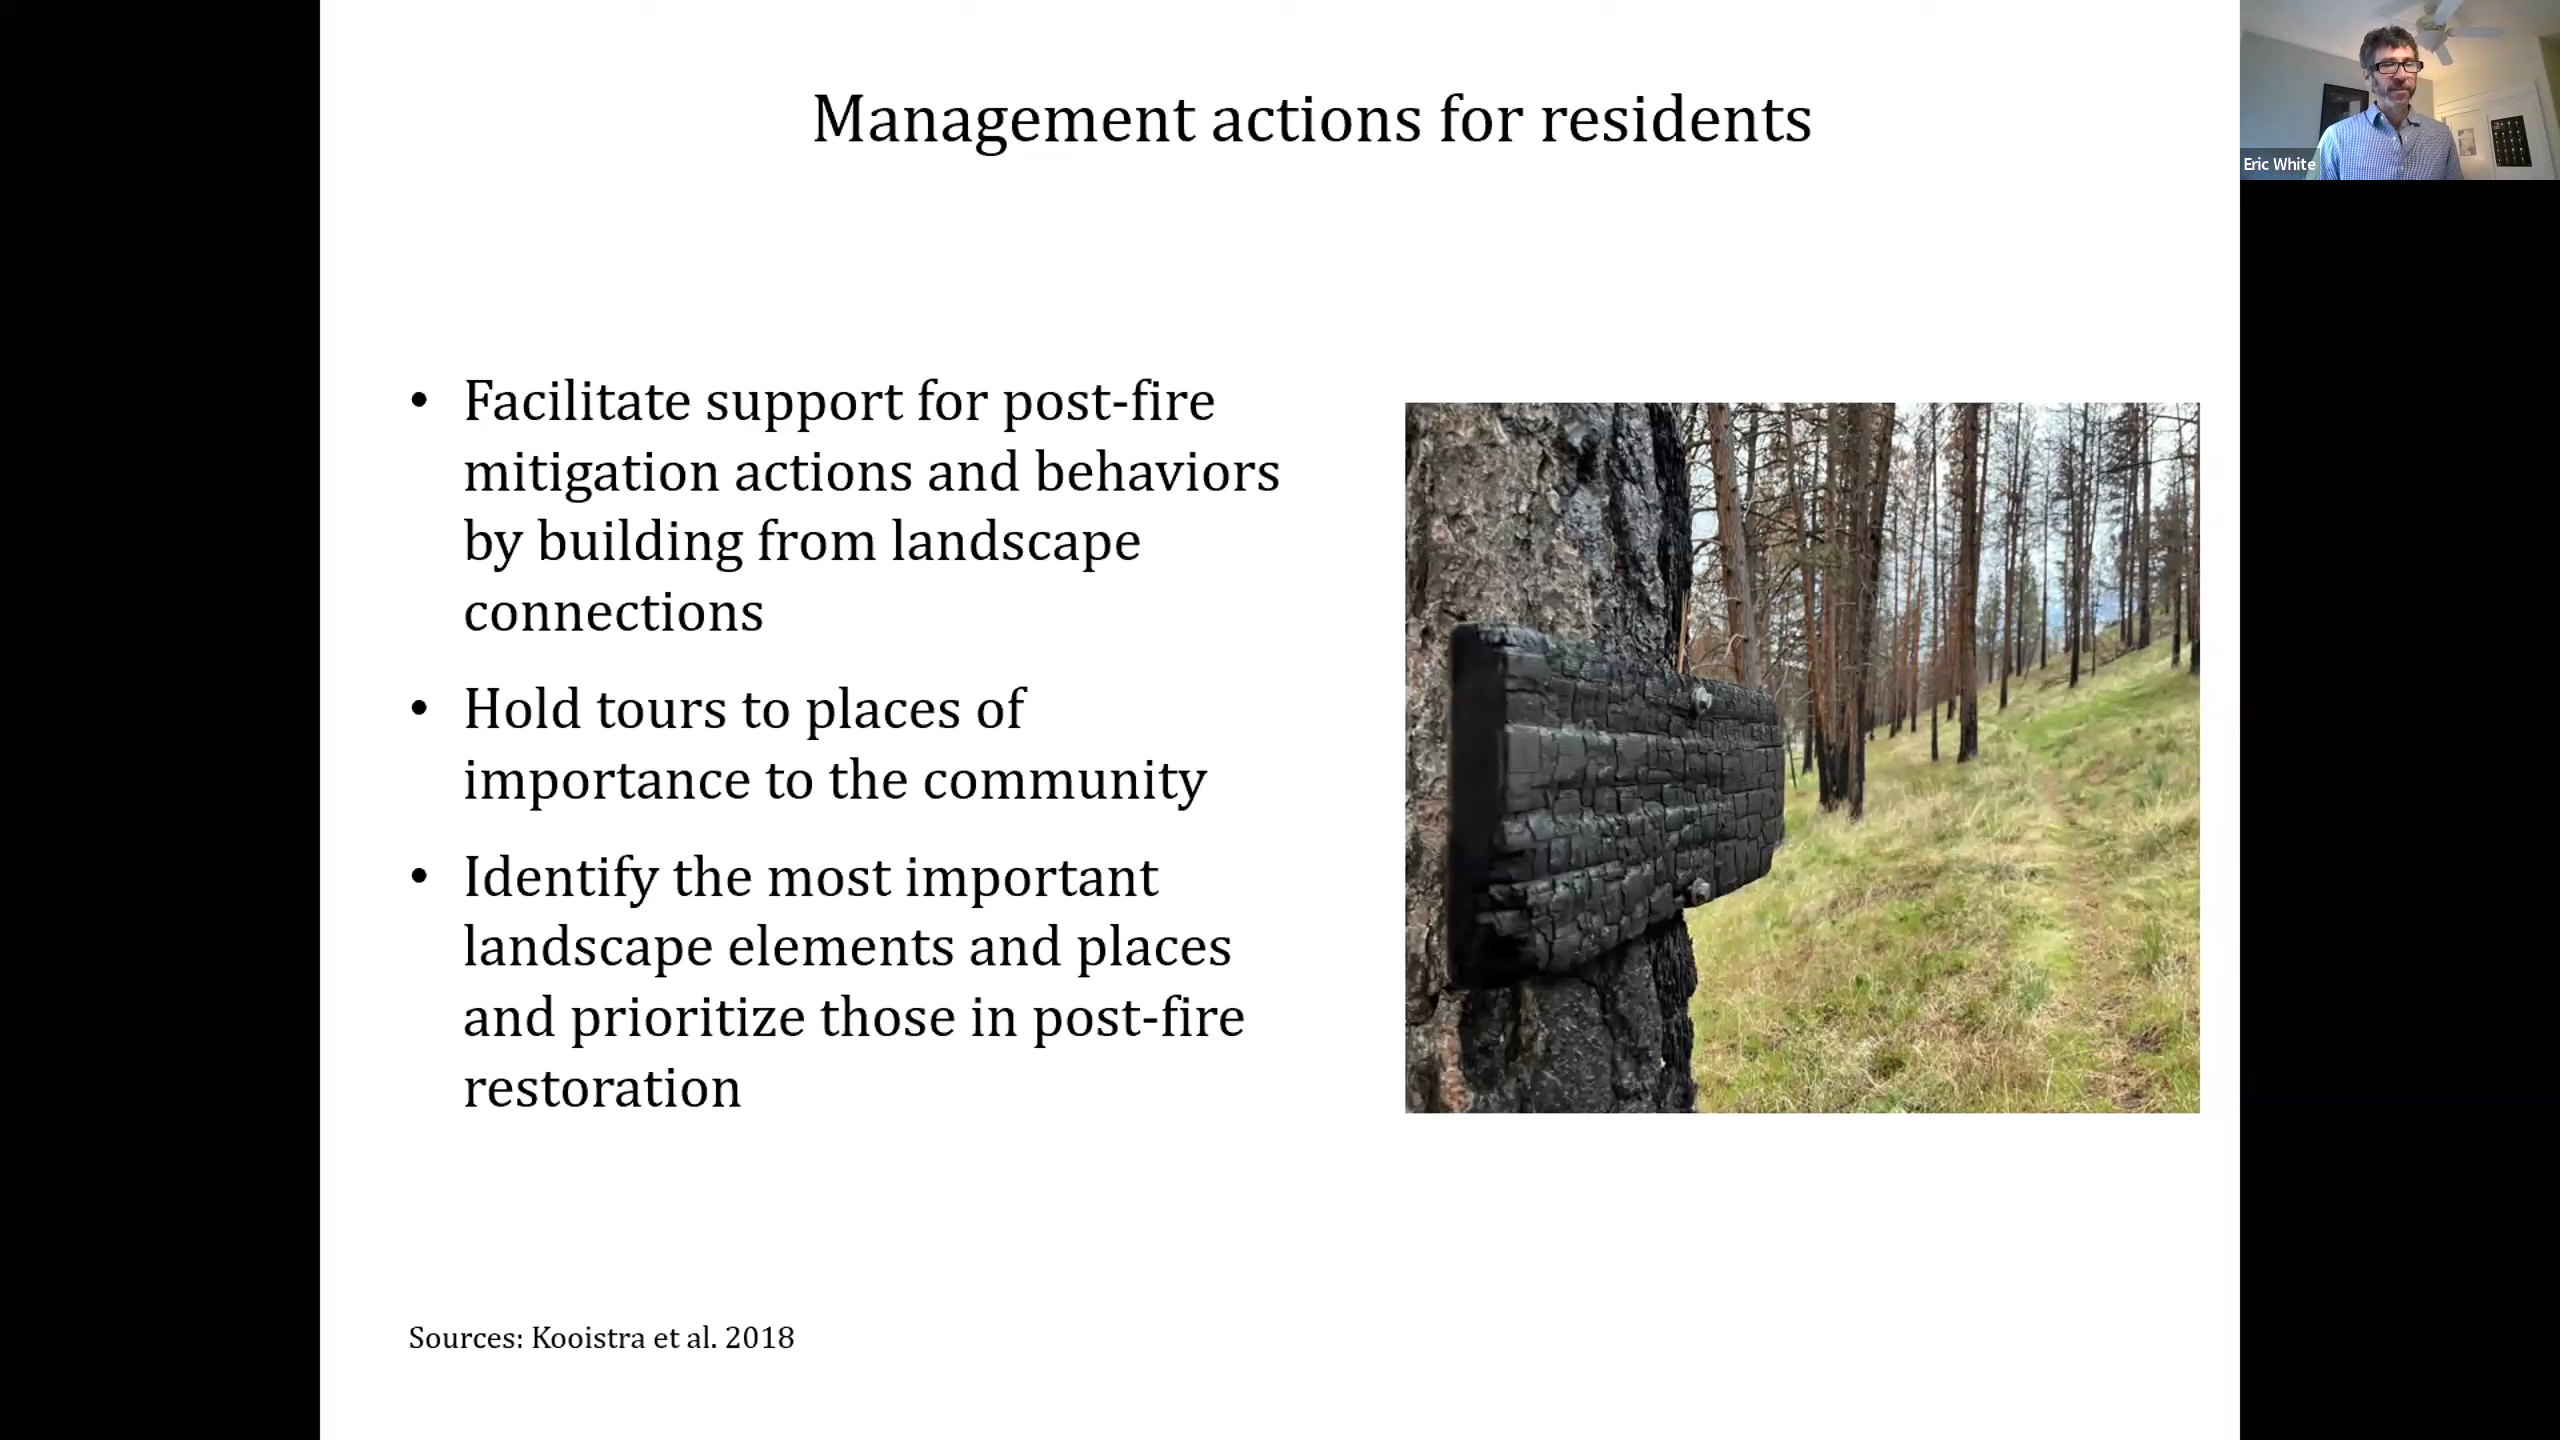 Management actions for residents
Eric White
• Facilitate support for post-fire
mitigation actions and behaviors
by building from landscape
connections
• Hold tours to places of
importance to the community
• Identify the most important
landscape elements and places
and prioritize those in post-fire
restoration
Sources: Kooistra et al. 2018